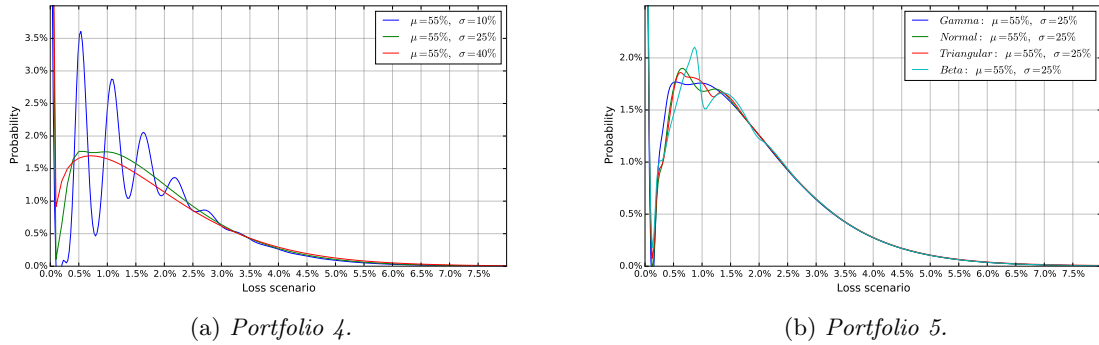 3.5%
3.0%
2.5%
2.0%
1.5%
1.0%
0.5%
0.0%
Probability
μ=55%, σ=10%
μ=55%, σ=25%
μ=55%, σ=40%
0.0% 0.5% 1.0% 1.5% 2.0% 2.5% 3.0% 3.5% 4.0% 4.5% 5.0% 5.5% 6.0% 6.5% 7.0% 7.5%
Loss scenario
(a) Portfolio 4.
2.0%
1.5%
1.0%
0.5%
0.0%
Probability
Gamma: μ=55%, σ=25%
Normal: μ=55%, σ=25%
Triangular: μ=55%, σ=25%
Beta: μ=55%, σ=25%
0.0% 0.5% 1.0% 1.5% 2.0% 2.5% 3.0% 3.5% 4.0% 4.5% 5.0% 5.5% 6.0% 6.5% 7.0% 7.5%
Loss scenario
(b) Portfolio 5.